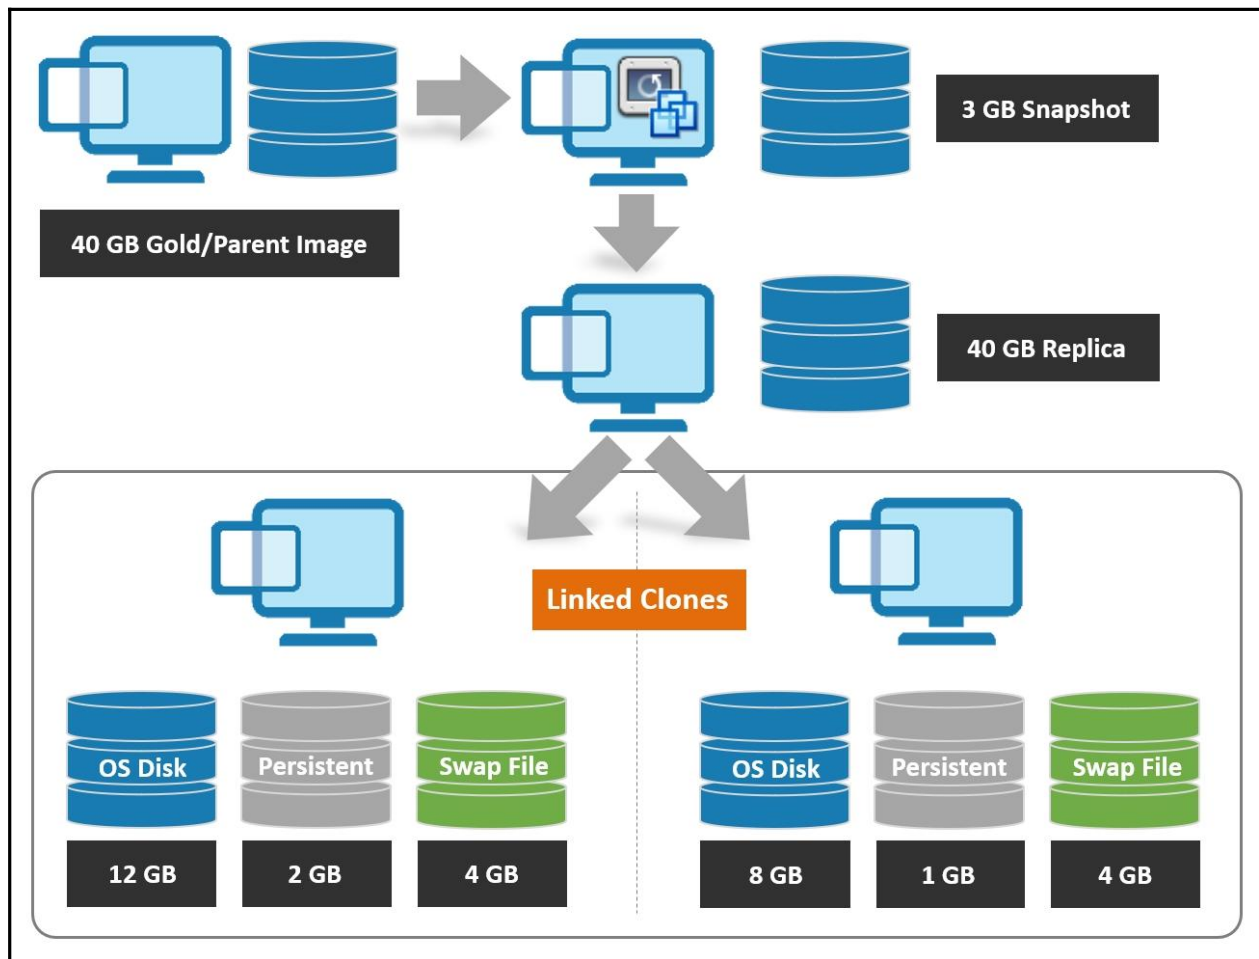 3 GB Snapshot
40 GB Gold/Parent Image
40 GB Replica
Linked Clones
OS Disk
Persistent
Swap File
OS Disk
Persistent
Swap File
12 GB
2 GB
4 GB
8 GB
1 GB
4 GB